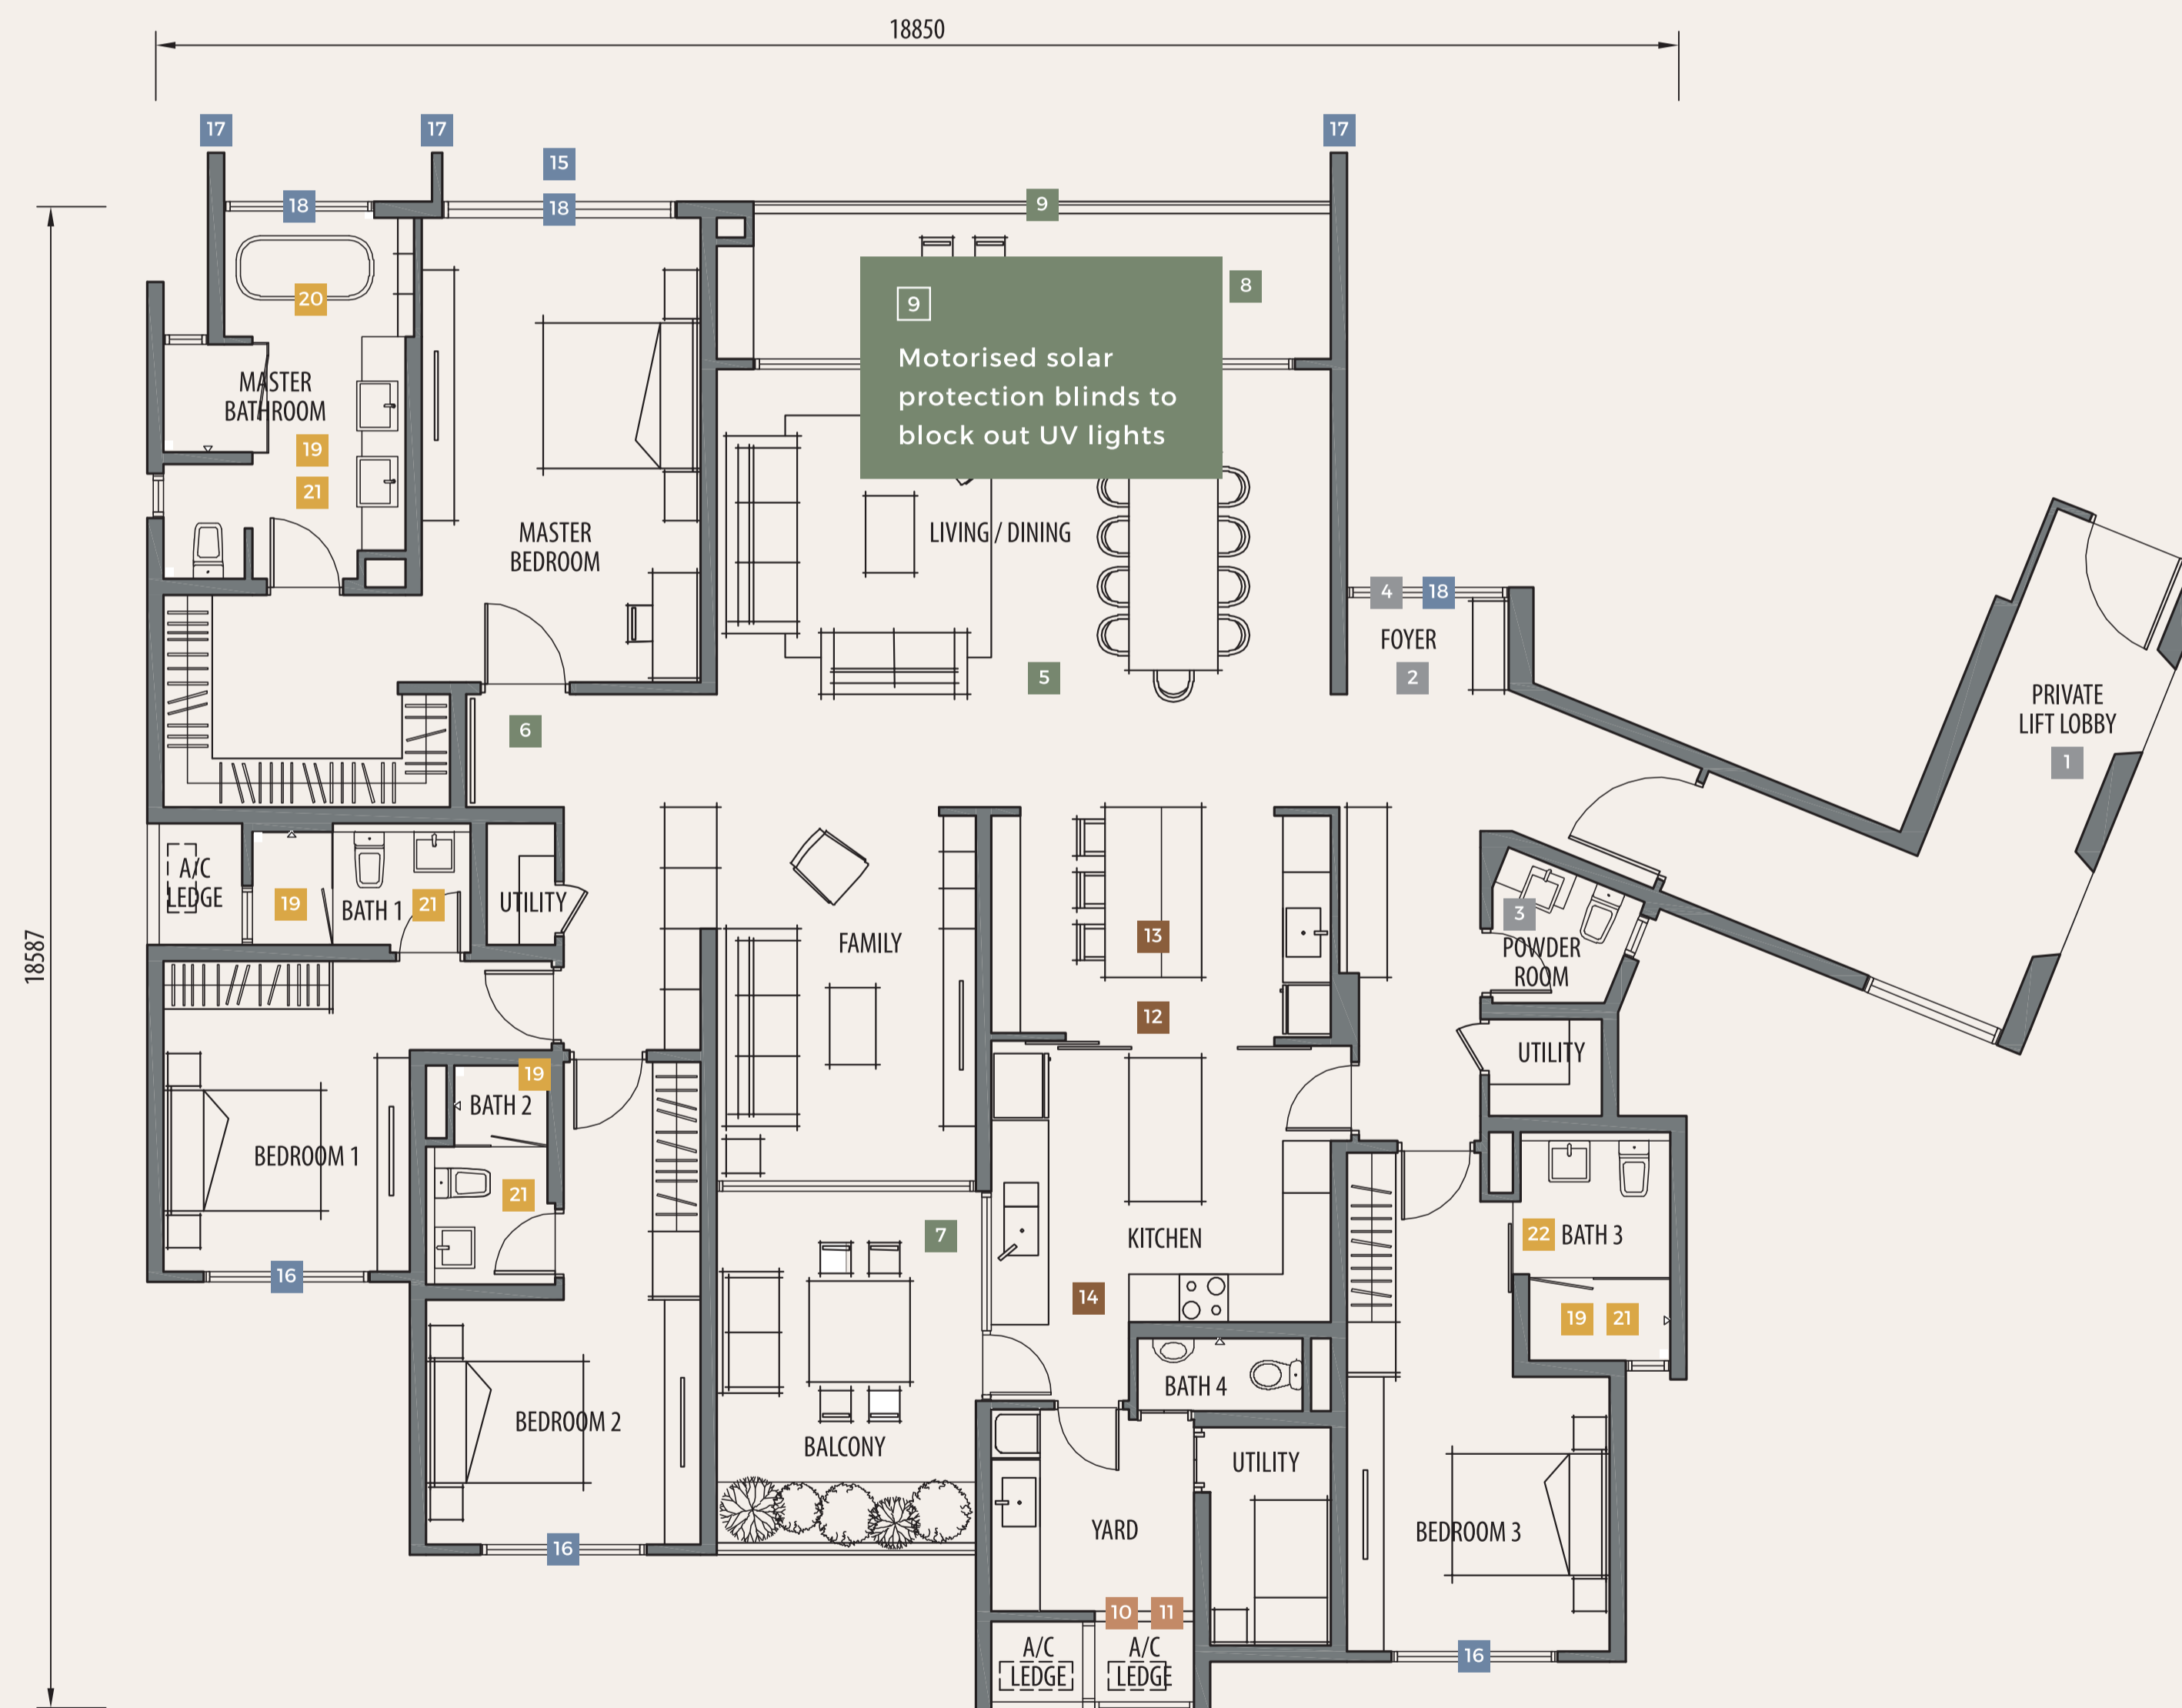 18850
17
17
17
15
18
18
9
20
8
9
Motorised solar
protection blinds to
block out UV lights
MASTER
BATHROOM
19
21
MASTER
BEDROOM
LIVING / DINING
4
18
FOYER
2
5
6
PRIVATE
LIFT LOBBY
1
A/C
LEDGE
19
BATH 1
21
UTILITY
FAMILY
13
12
3
POWDER
ROOM
UTILITY
18587
19
BATH 2
BEDROOM 1
21
7
KITCHEN
22
BATH 3
16
14
19
21
BATH 4
BEDROOM 2
BALCONY
UTILITY
YARD
BEDROOM 3
16
10
11
A/C
LEDGE
A/C
LEDGE
16